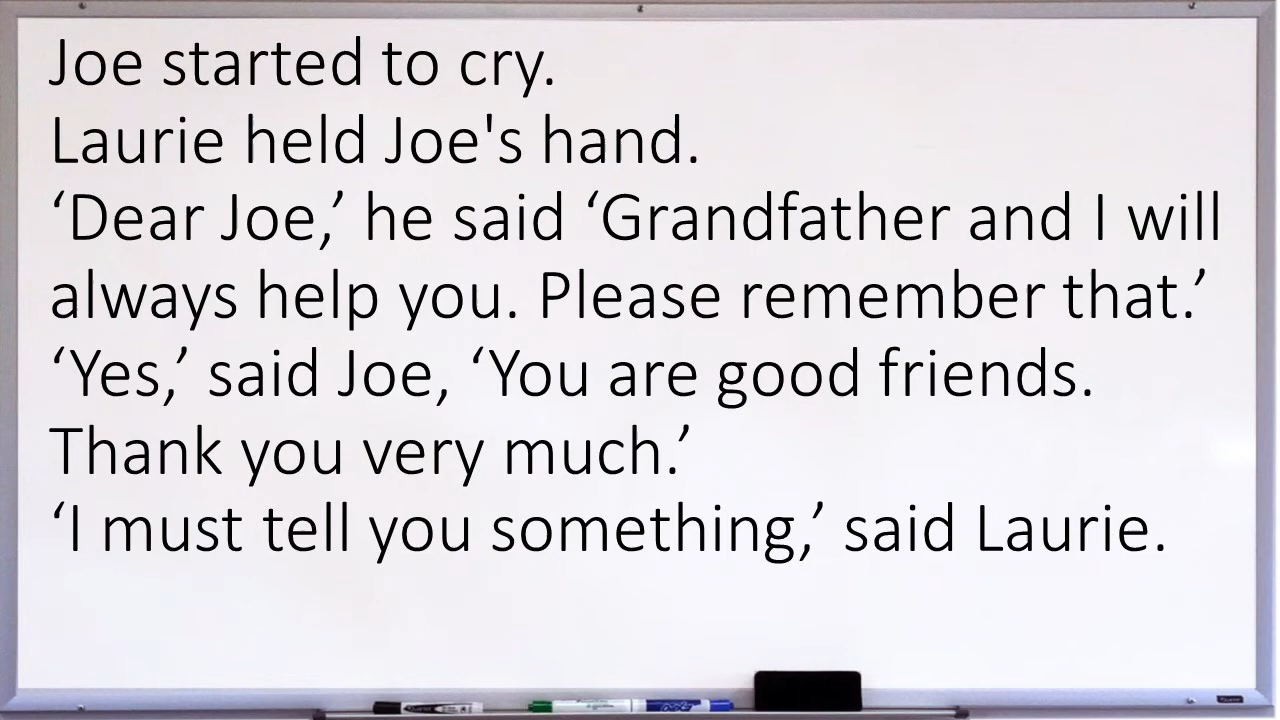 Joe started to cry.
Laurie held Joe's hand.
‘Dear Joe,’ he said ‘Grandfather and I will
always help you. Please remember that.’
‘Yes,’ said Joe, ‘You are good friends.
Thank you very much.’
‘I must tell you something,’ said Laurie.